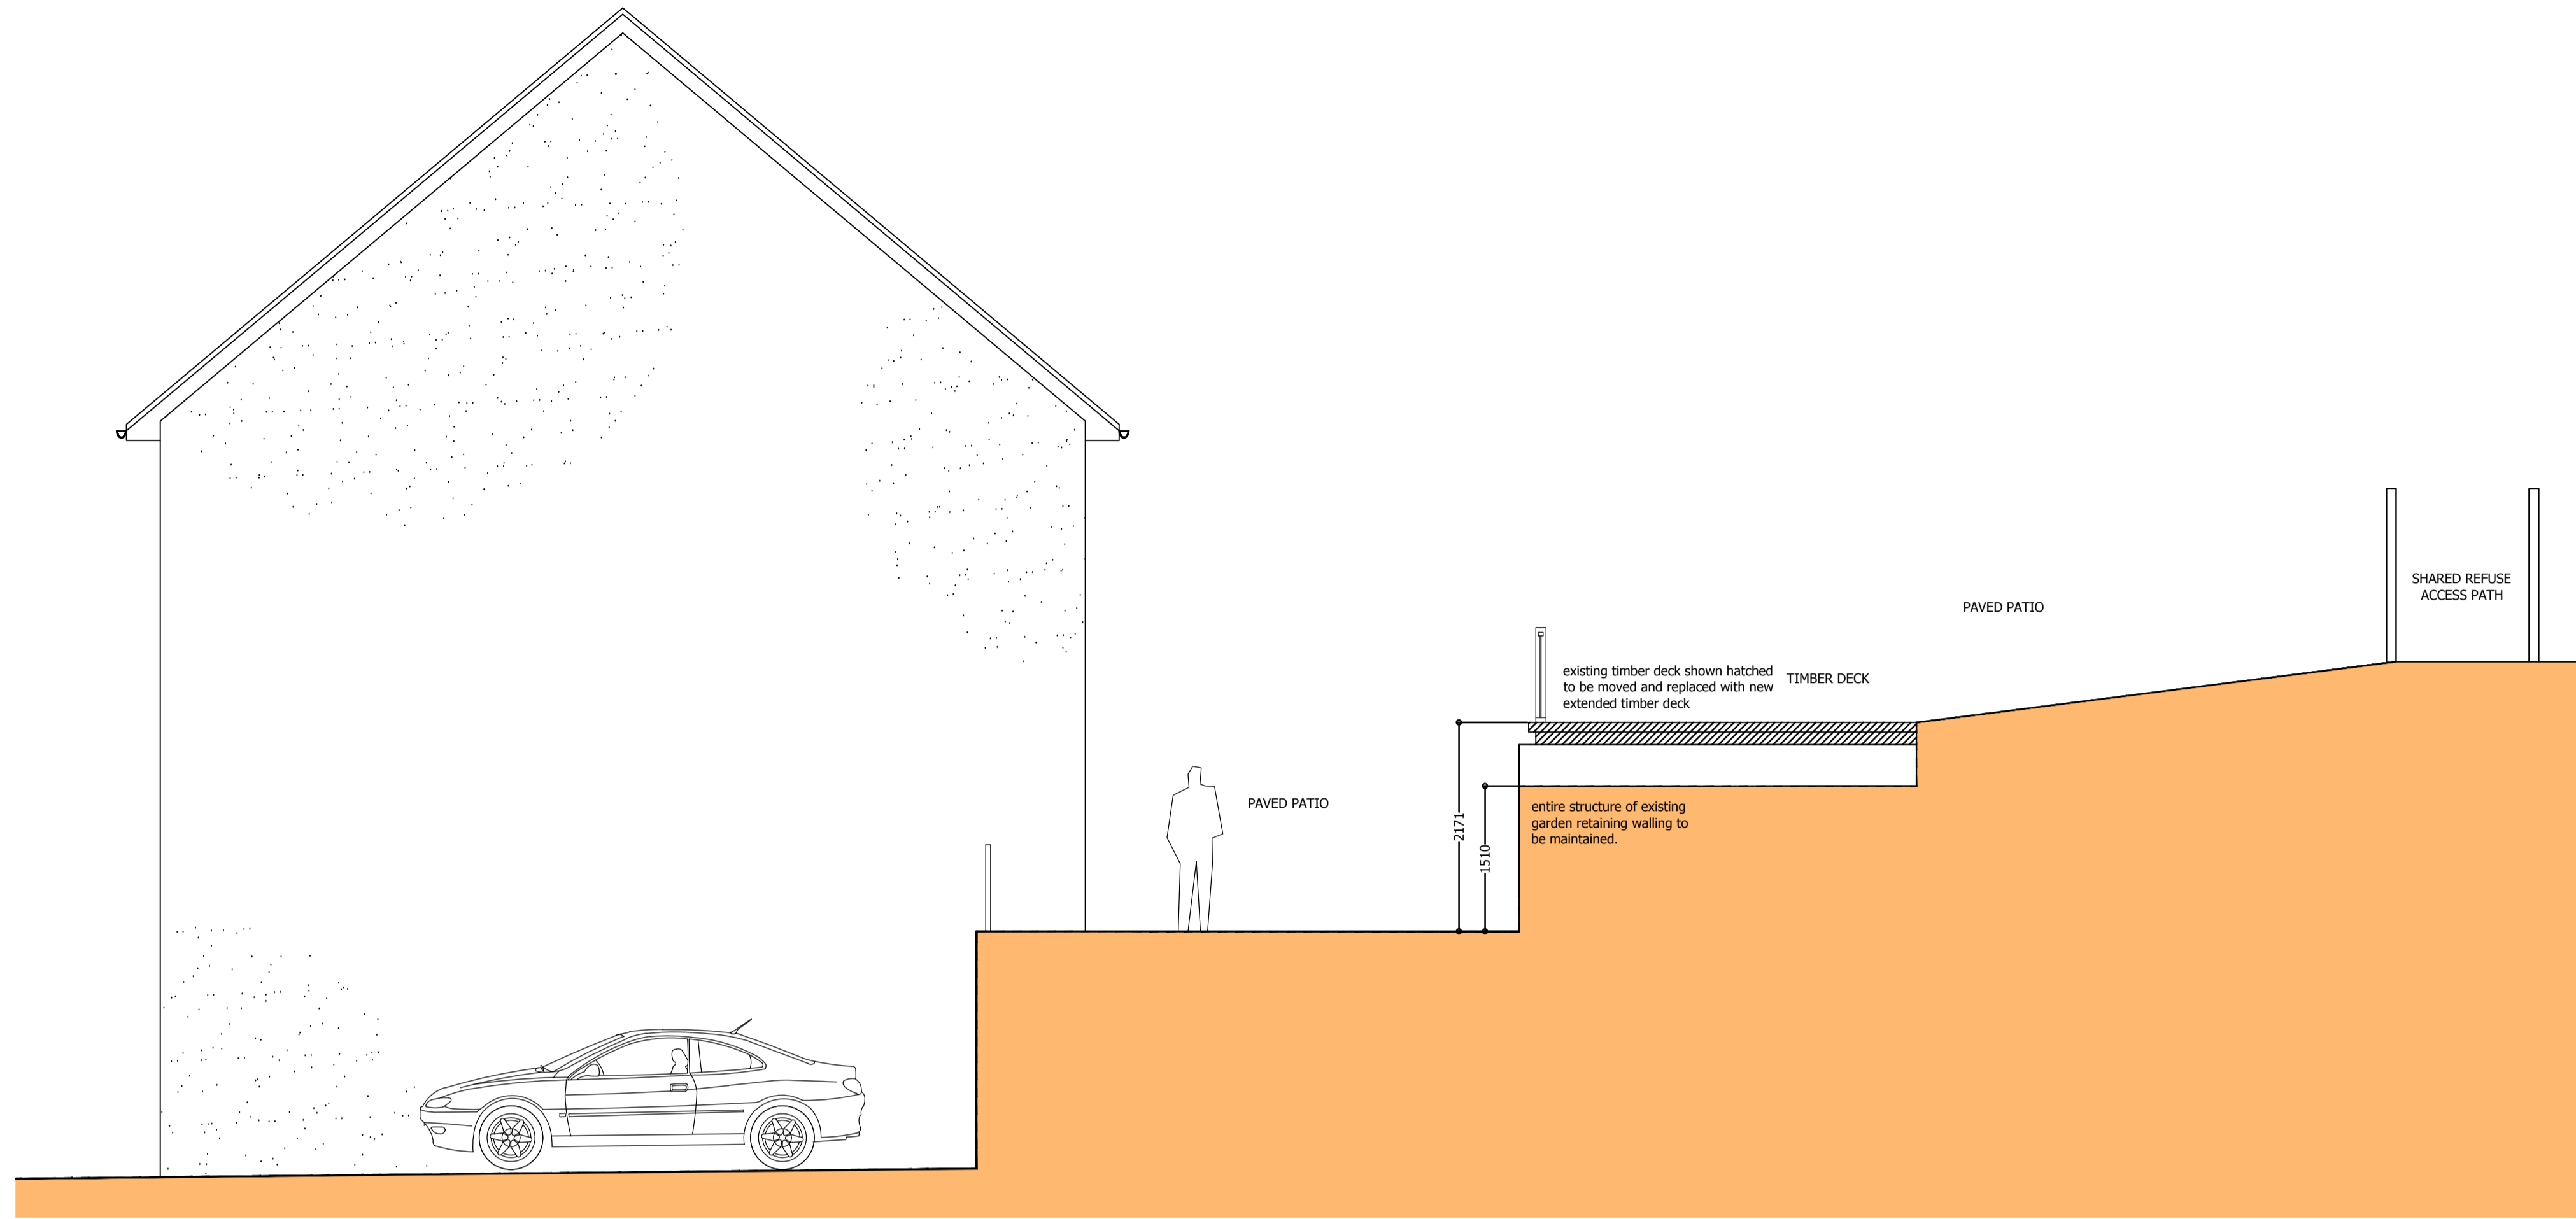 SHARED REFUSE
ACCESS PATH
PAVED PATIO
existing timber deck shown hatched
to be moved and replaced with new
extended timber deck
TIMBER DECK
PAVED PATIO
entire structure of existing
garden retaining walling to
be maintained.
2171
1510